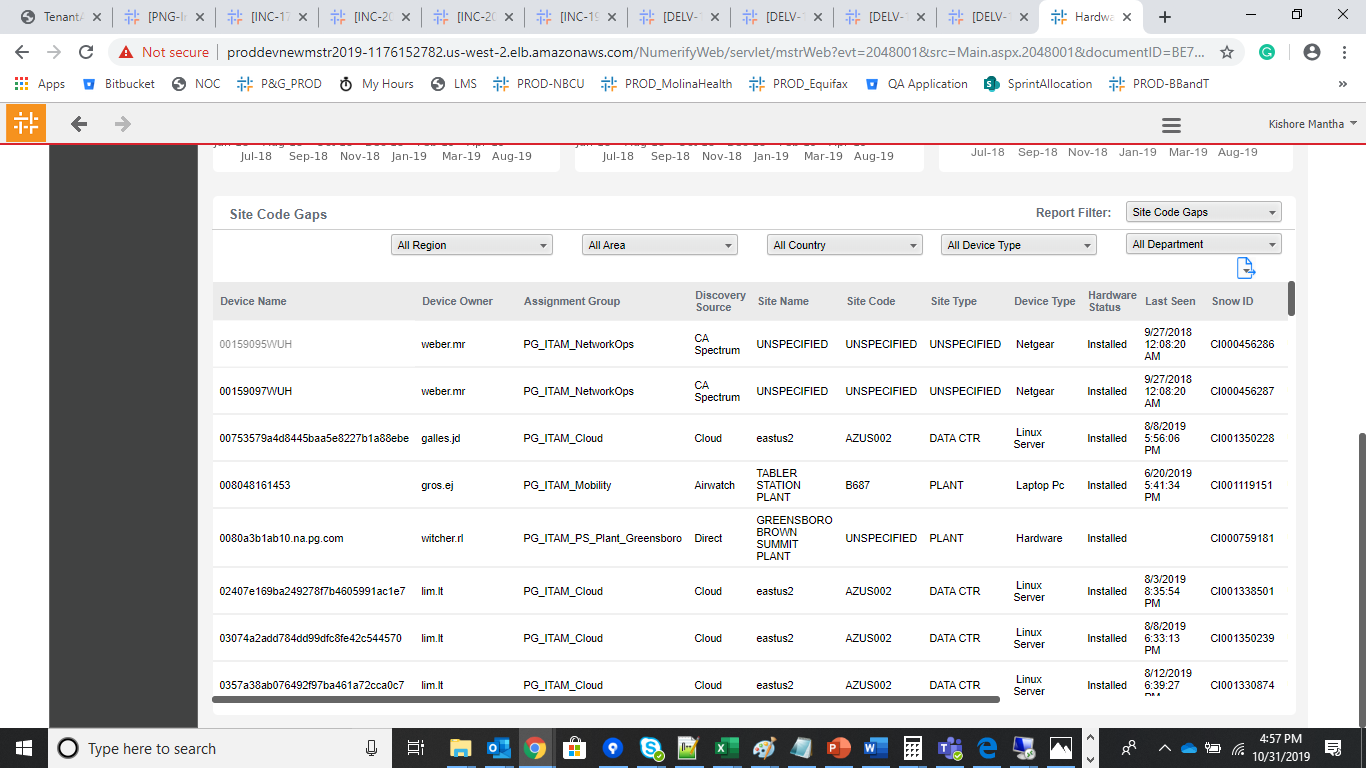 TenantA
[PNG-In
[INC-17
[INC-20
[INC-20
[INC-19
[DELV-1
[DELV-1
[DELV-1
[DELV-1
Hardwa
Not secure
proddevnewmstr2019-1176152782.us-west-2.elb.amazonaws.com/NumerifyWeb/servlet/mstrWeb?evt=2048001&src=Main.aspx.2048001&documentID=BE7...
Apps Bitbucket NOC P&G_PROD My Hours LMS PROD-NBCU PROD_MolinaHealth PROD_Equifax QA Application SprintAllocation PROD-BBandT »
Kishore Mantha
Jul-18 Sep-18 Nov-18 Jan-19 Mar-19 Aug-19
Jul-18 Sep-18 Nov-18 Jan-19 Mar-19 Aug-19
Jul-18 Sep-18 Nov-18 Jan-19 Mar-19 Aug-19
Site Code Gaps
Report Filter: Site Code Gaps
All Region All Area All Country All Device Type All Department
Device Name Device Owner Assignment Group Discovery Source Site Name Site Code Site Type Device Type Hardware Status Last Seen Snow ID
00159095WUH weber.mr PG_ITAM_NetworkOps CA Spectrum UNSPECIFIED UNSPECIFIED UNSPECIFIED Netgear Installed 9/27/2018 12:08:20 AM CI000456286
00159097WUH weber.mr PG_ITAM_NetworkOps CA Spectrum UNSPECIFIED UNSPECIFIED UNSPECIFIED Netgear Installed 9/27/2018 12:08:20 AM CI000456287
00753579a4d8445baa5e8227b1a88ebe galles.jd PG_ITAM_Cloud Cloud eastus2 AZUS002 DATA CTR Linux Server Installed 8/8/2019 5:56:06 PM CI001350228
008048161453 gros.ej PG_ITAM_Mobility Airwatch TABLER STATION PLANT B687 PLANT Laptop Pc Installed 6/20/2019 5:41:34 PM CI001119151
0080a3b1ab10.na.pg.com witcher.rl PG_ITAM_PS_Plant_Greensboro Direct GREENSBORO BROWN SUMMIT PLANT UNSPECIFIED PLANT Hardware Installed CI000759181
02407e169ba249278f7b4605991ac1e7 lim.lt PG_ITAM_Cloud Cloud eastus2 AZUS002 DATA CTR Linux Server Installed 8/3/2019 8:35:54 PM CI001338501
03074a2add784dd99dfc8fe42c544570 lim.lt PG_ITAM_Cloud Cloud eastus2 AZUS002 DATA CTR Linux Server Installed 8/8/2019 6:33:13 PM CI001350239
0357a38ab076492f97ba461a72cca0c7 lim.lt PG_ITAM_Cloud Cloud eastus2 AZUS002 DATA CTR Linux Server Installed 8/12/2019 6:39:27 PM CI001330874
Type here to search
4:57 PM
10/31/2019